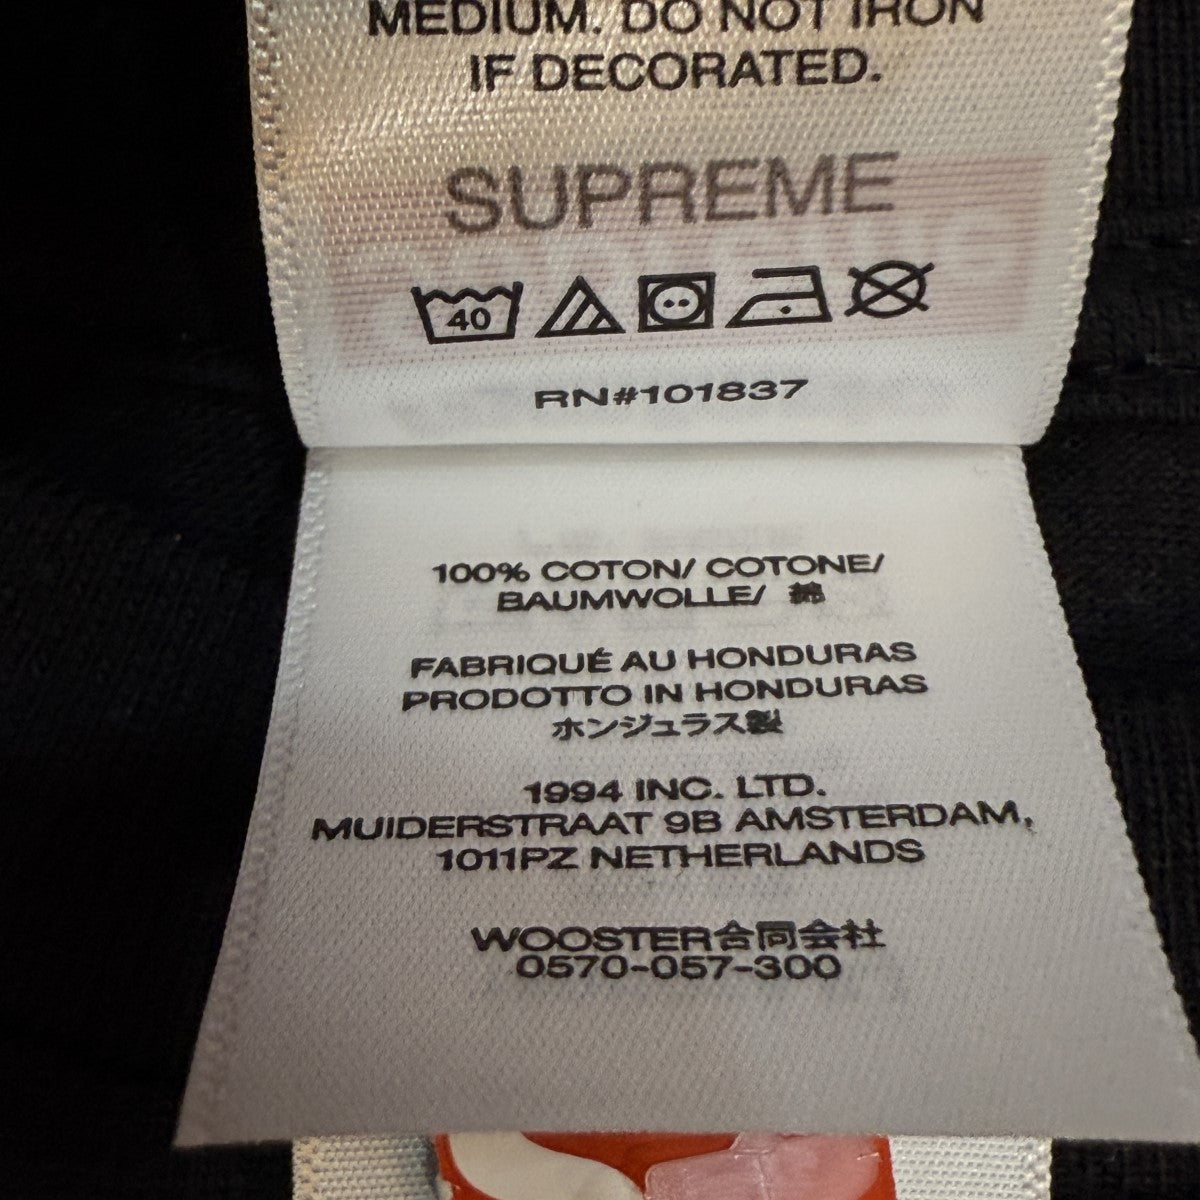 MEDIUM. DO NOT IRON
IF DECORATED.
SUPREME
40
RN#101837
100% COTON/ COTONE/
BAUMWOLLE/ 綿
FABRIQUÉ AU HONDURAS
PRODOTTO IN HONDURAS
ホンジュラス製
1994 INC. LTD.
MUIDERSTRAAT 9B AMSTERDAM,
1011PZ NETHERLANDS
WOOSTER合同会社
0570-057-300